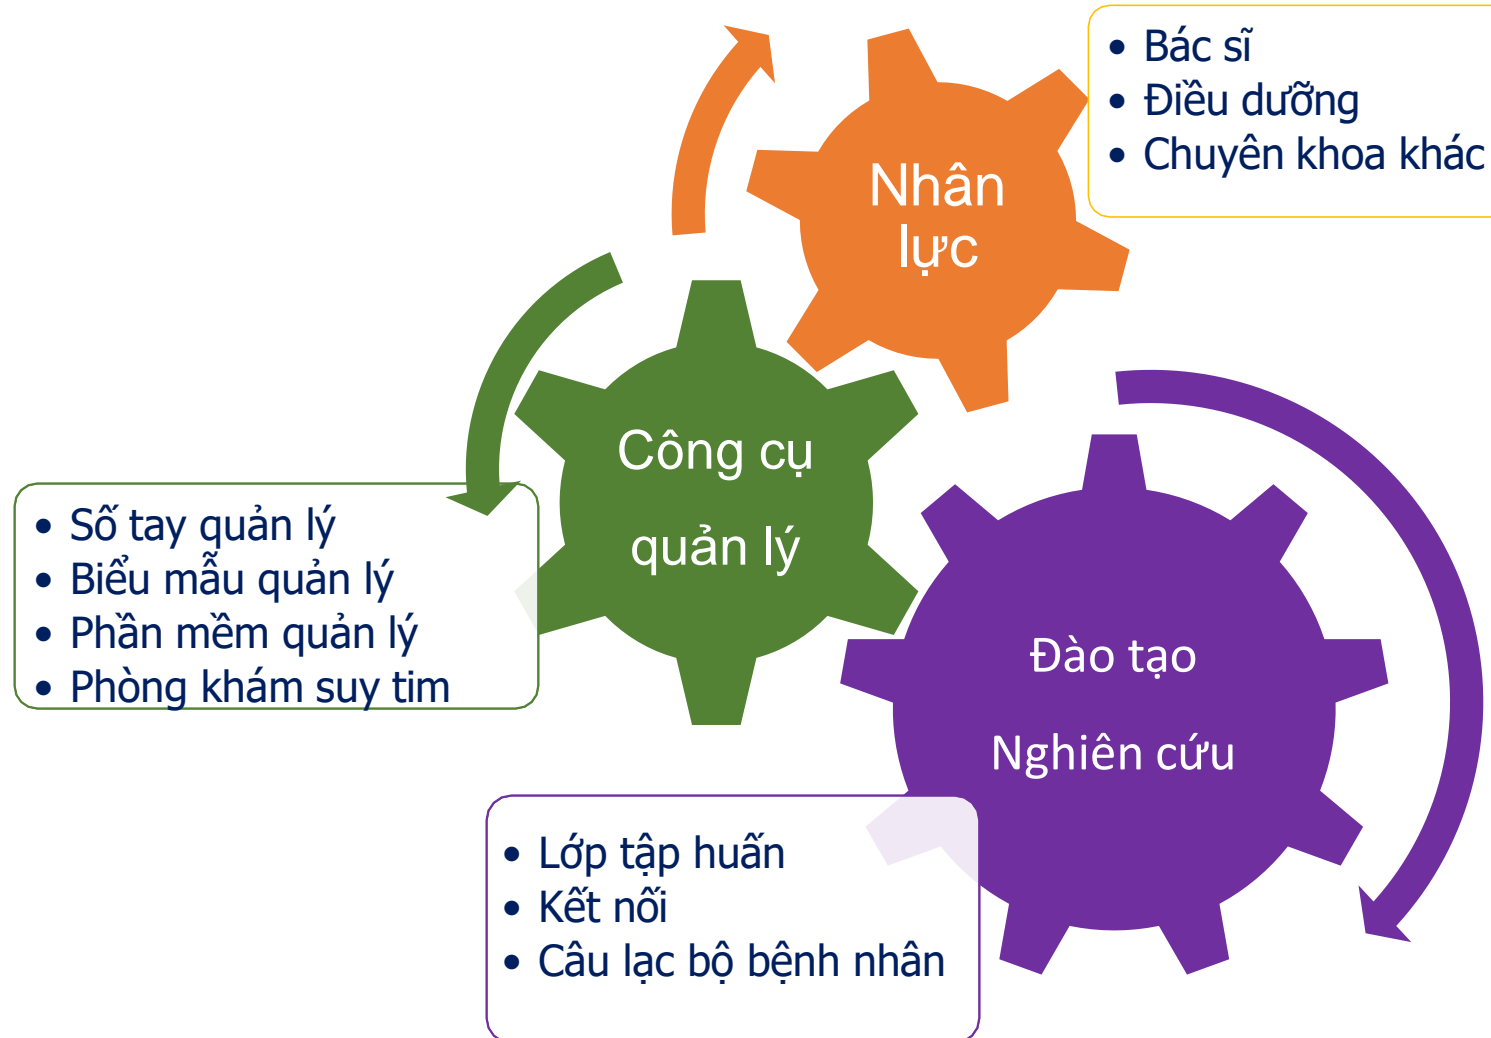 • Bác sĩ
• Điều dưỡng
• Chuyên khoa khác
Nhân
lực
Công cụ
quản lý
• Số tay quản lý
• Biểu mẫu quản lý
• Phần mềm quản lý
• Phòng khám suy tim
Đào tạo
Nghiên cứu
• Lớp tập huấn
• Kết nối
• Câu lạc bộ bệnh nhân